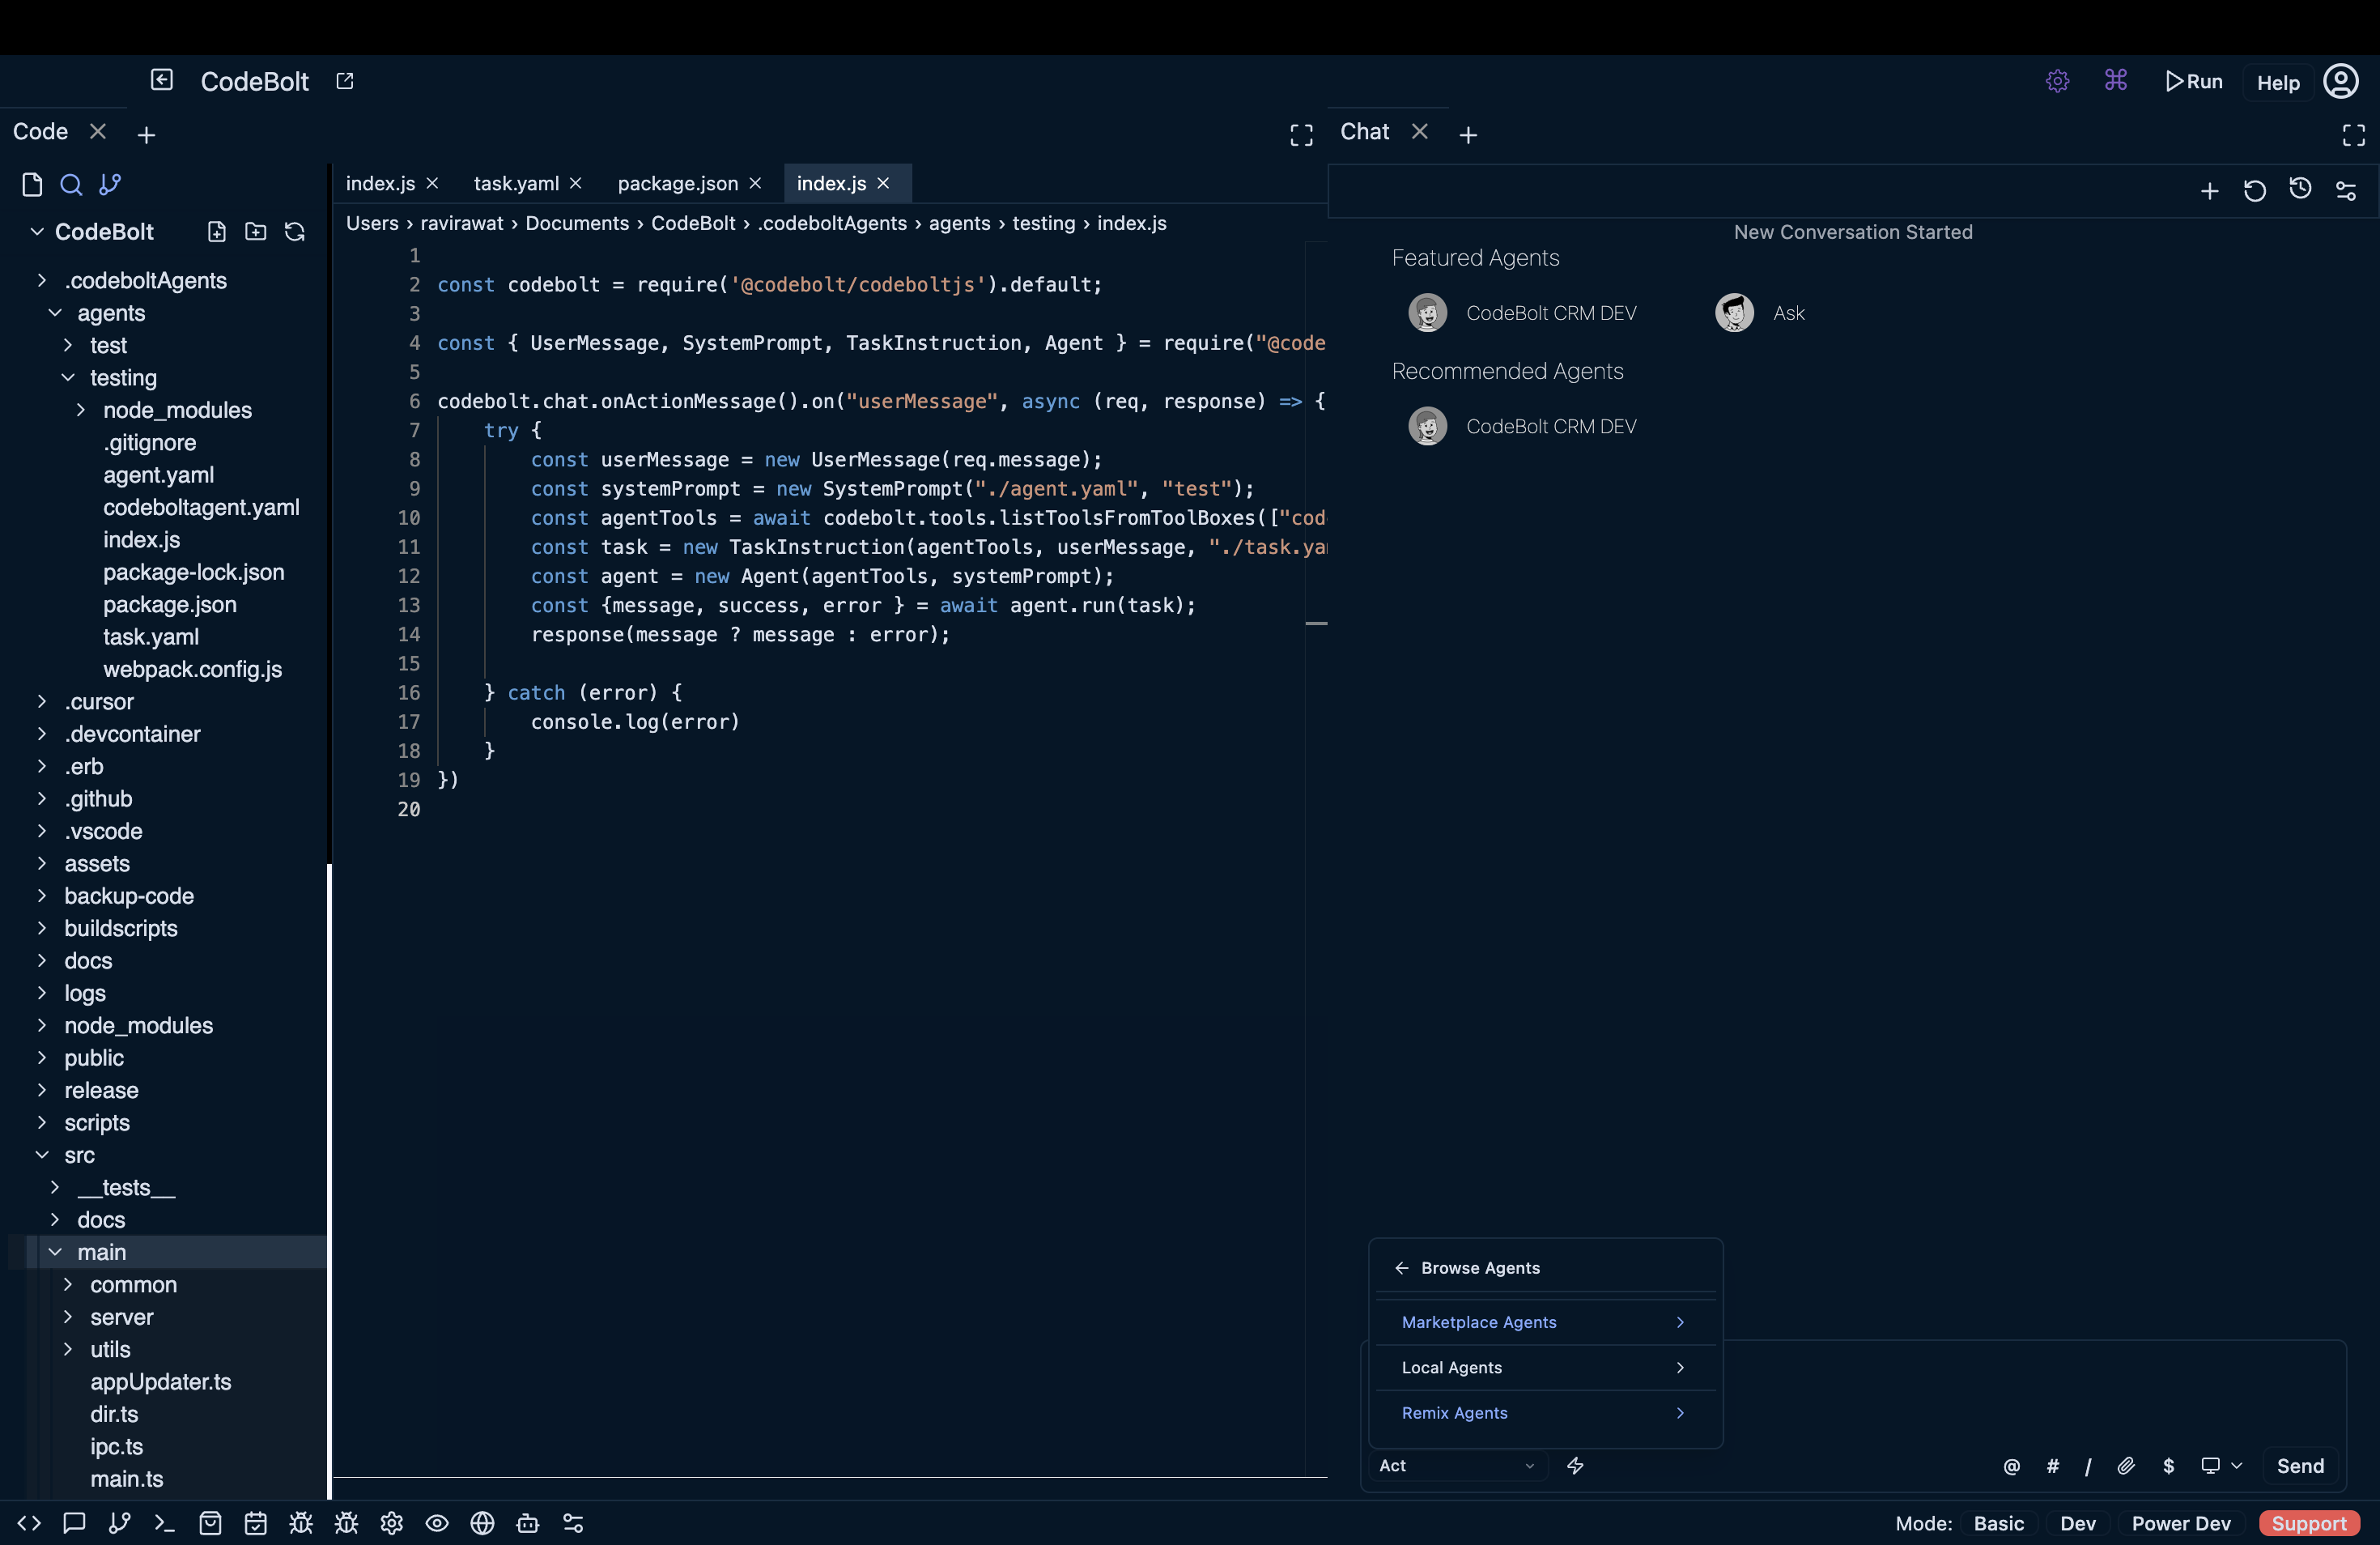 CodeBolt
Run
Help
Code
Chat
index.js
task.yaml
package.json
index.js
CodeBolt
Users › ravirawat › Documents › CodeBolt › .codeboltAgents › agents › testing › index.js
New Conversation Started
.codeboltAgents
agents
test
testing
node_modules
.gitignore
agent.yaml
codeboltagent.yaml
index.js
package-lock.json
package.json
task.yaml
webpack.config.js
.cursor
.devcontainer
.erb
.github
.vscode
assets
backup-code
buildscripts
docs
logs
node_modules
public
release
scripts
src
__tests__
docs
main
common
server
utils
appUpdater.ts
dir.ts
ipc.ts
main.ts
1
2 const codebolt = require('@codebolt/codeboltjs').default;
3
4 const { UserMessage, SystemPrompt, TaskInstruction, Agent } = require("@code
5
6 codebolt.chat.onActionMessage().on("userMessage", async (req, response) => {
7 try {
8 const userMessage = new UserMessage(req.message);
9 const systemPrompt = new SystemPrompt("./agent.yaml", "test");
10 const agentTools = await codebolt.tools.listToolsFromToolBoxes(["cod
11 const task = new TaskInstruction(agentTools, userMessage, "./task.ya
12 const agent = new Agent(agentTools, systemPrompt);
13 const {message, success, error } = await agent.run(task);
14 response(message ? message : error);
15
16 } catch (error) {
17 console.log(error)
18 }
19 })
20
Featured Agents
CodeBolt CRM DEV
Ask
Recommended Agents
CodeBolt CRM DEV
Browse Agents
Marketplace Agents
Local Agents
Remix Agents
Act
@ # / $
Send
Mode: Basic Dev Power Dev Support